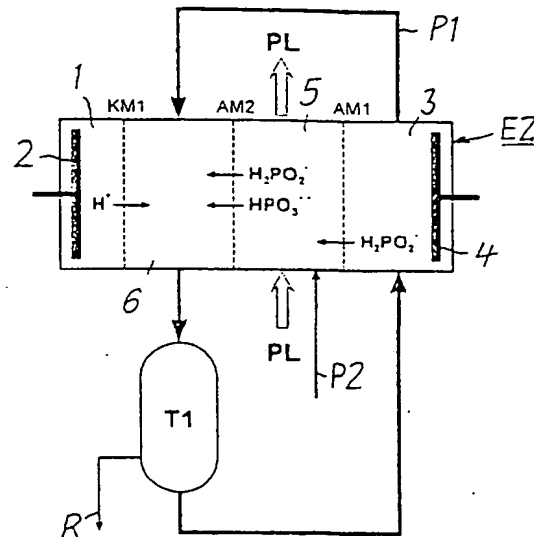 PL P1
1 KM1 AM2 5 AM1 3
2 EZ
H₂PO₂⁻
H⁺ HPO₃⁻⁻
H₂PO₂⁻ 4
6
PL P2
T1
R